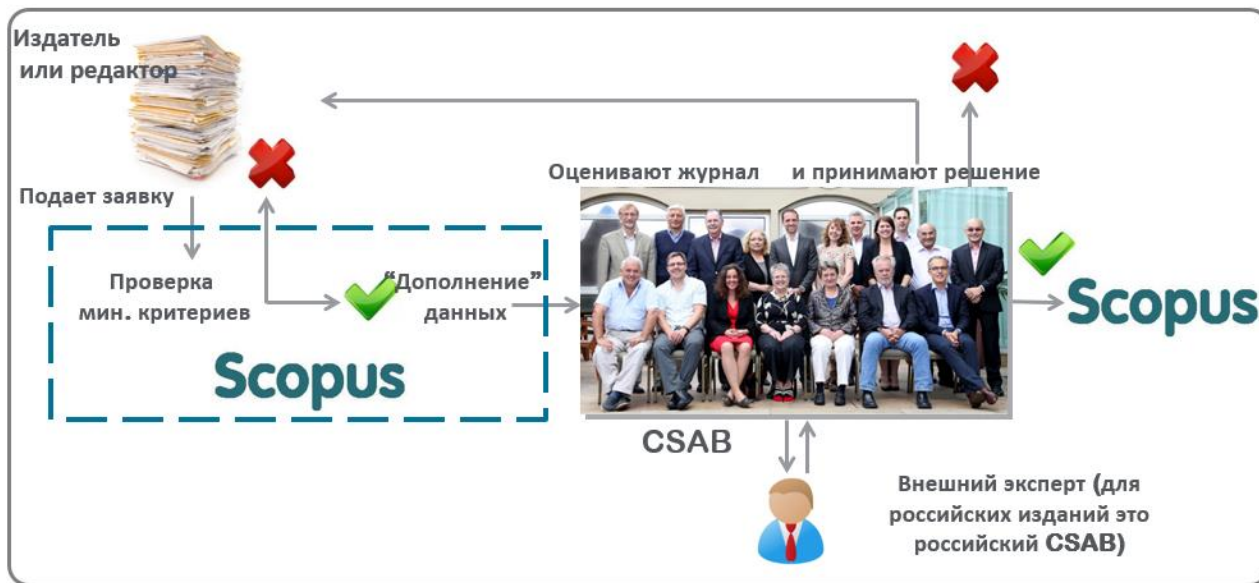 Издатель
или редактор
Подает заявку
Проверка
мин. критериев
“Дополнение”
данных
Scopus
Оценивают журнал
и принимают решение
CSAB
Внешний эксперт (для
российских изданий это
российский CSAB)
Scopus